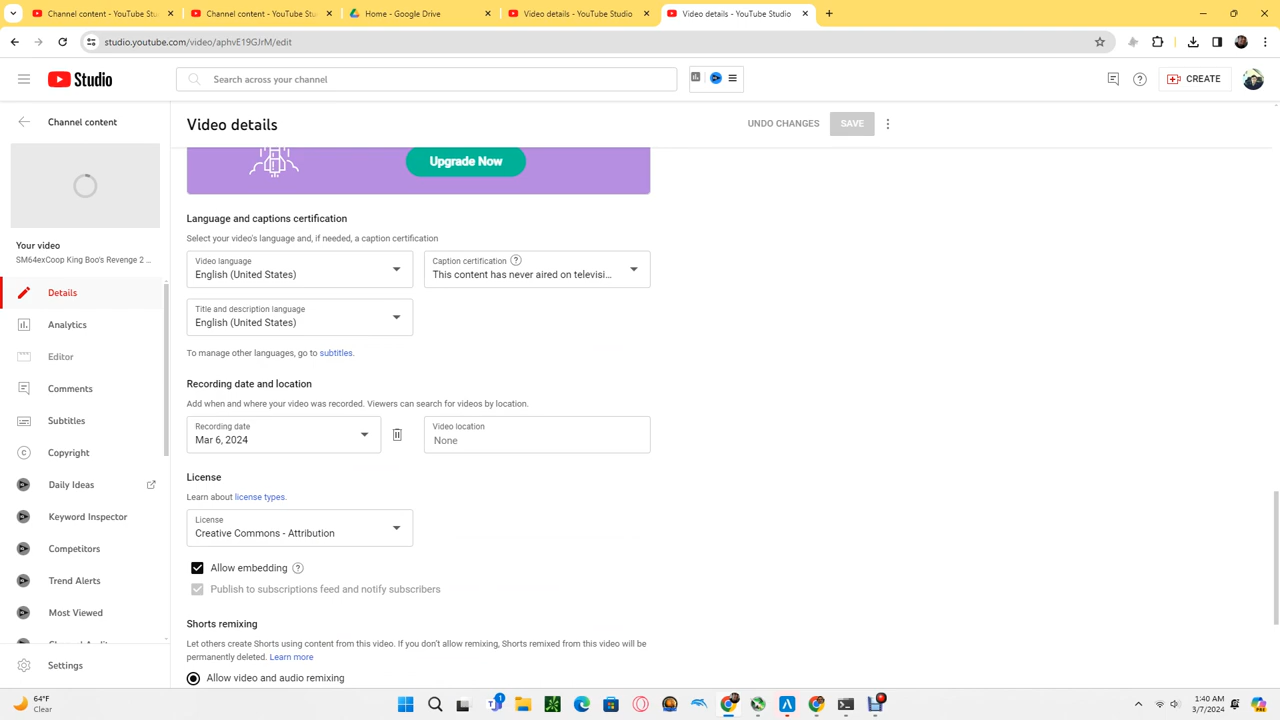 Channel content - YouTube Studio
Channel content - YouTube Studio
Home - Google Drive
Video details - YouTube Studio
Video details - YouTube Studio
studio.youtube.com/video/aphvE19GJrM/edit
Studio
Search across your channel
CREATE
Channel content
Your video
SM64exCoop King Boo's Revenge 2 ...
Details
Analytics
Editor
Comments
Subtitles
Copyright
Daily Ideas
Keyword Inspector
Competitors
Trend Alerts
Most Viewed
Settings
Video details
UNDO CHANGES
SAVE
Upgrade Now
Language and captions certification
Select your video's language and, if needed, a caption certification
Video language
English (United States)
Caption certification
This content has never aired on televisi...
Title and description language
English (United States)
To manage other languages, go to subtitles.
Recording date and location
Add when and where your video was recorded. Viewers can search for videos by location.
Recording date
Mar 6, 2024
Video location
None
License
Learn about license types.
License
Creative Commons - Attribution
Allow embedding
Publish to subscriptions feed and notify subscribers
Shorts remixing
Let others create Shorts using content from this video. If you don't allow remixing, Shorts remixed from this video will be
permanently deleted. Learn more
Allow video and audio remixing
64°F
Clear
1
1:40 AM
3/7/2024